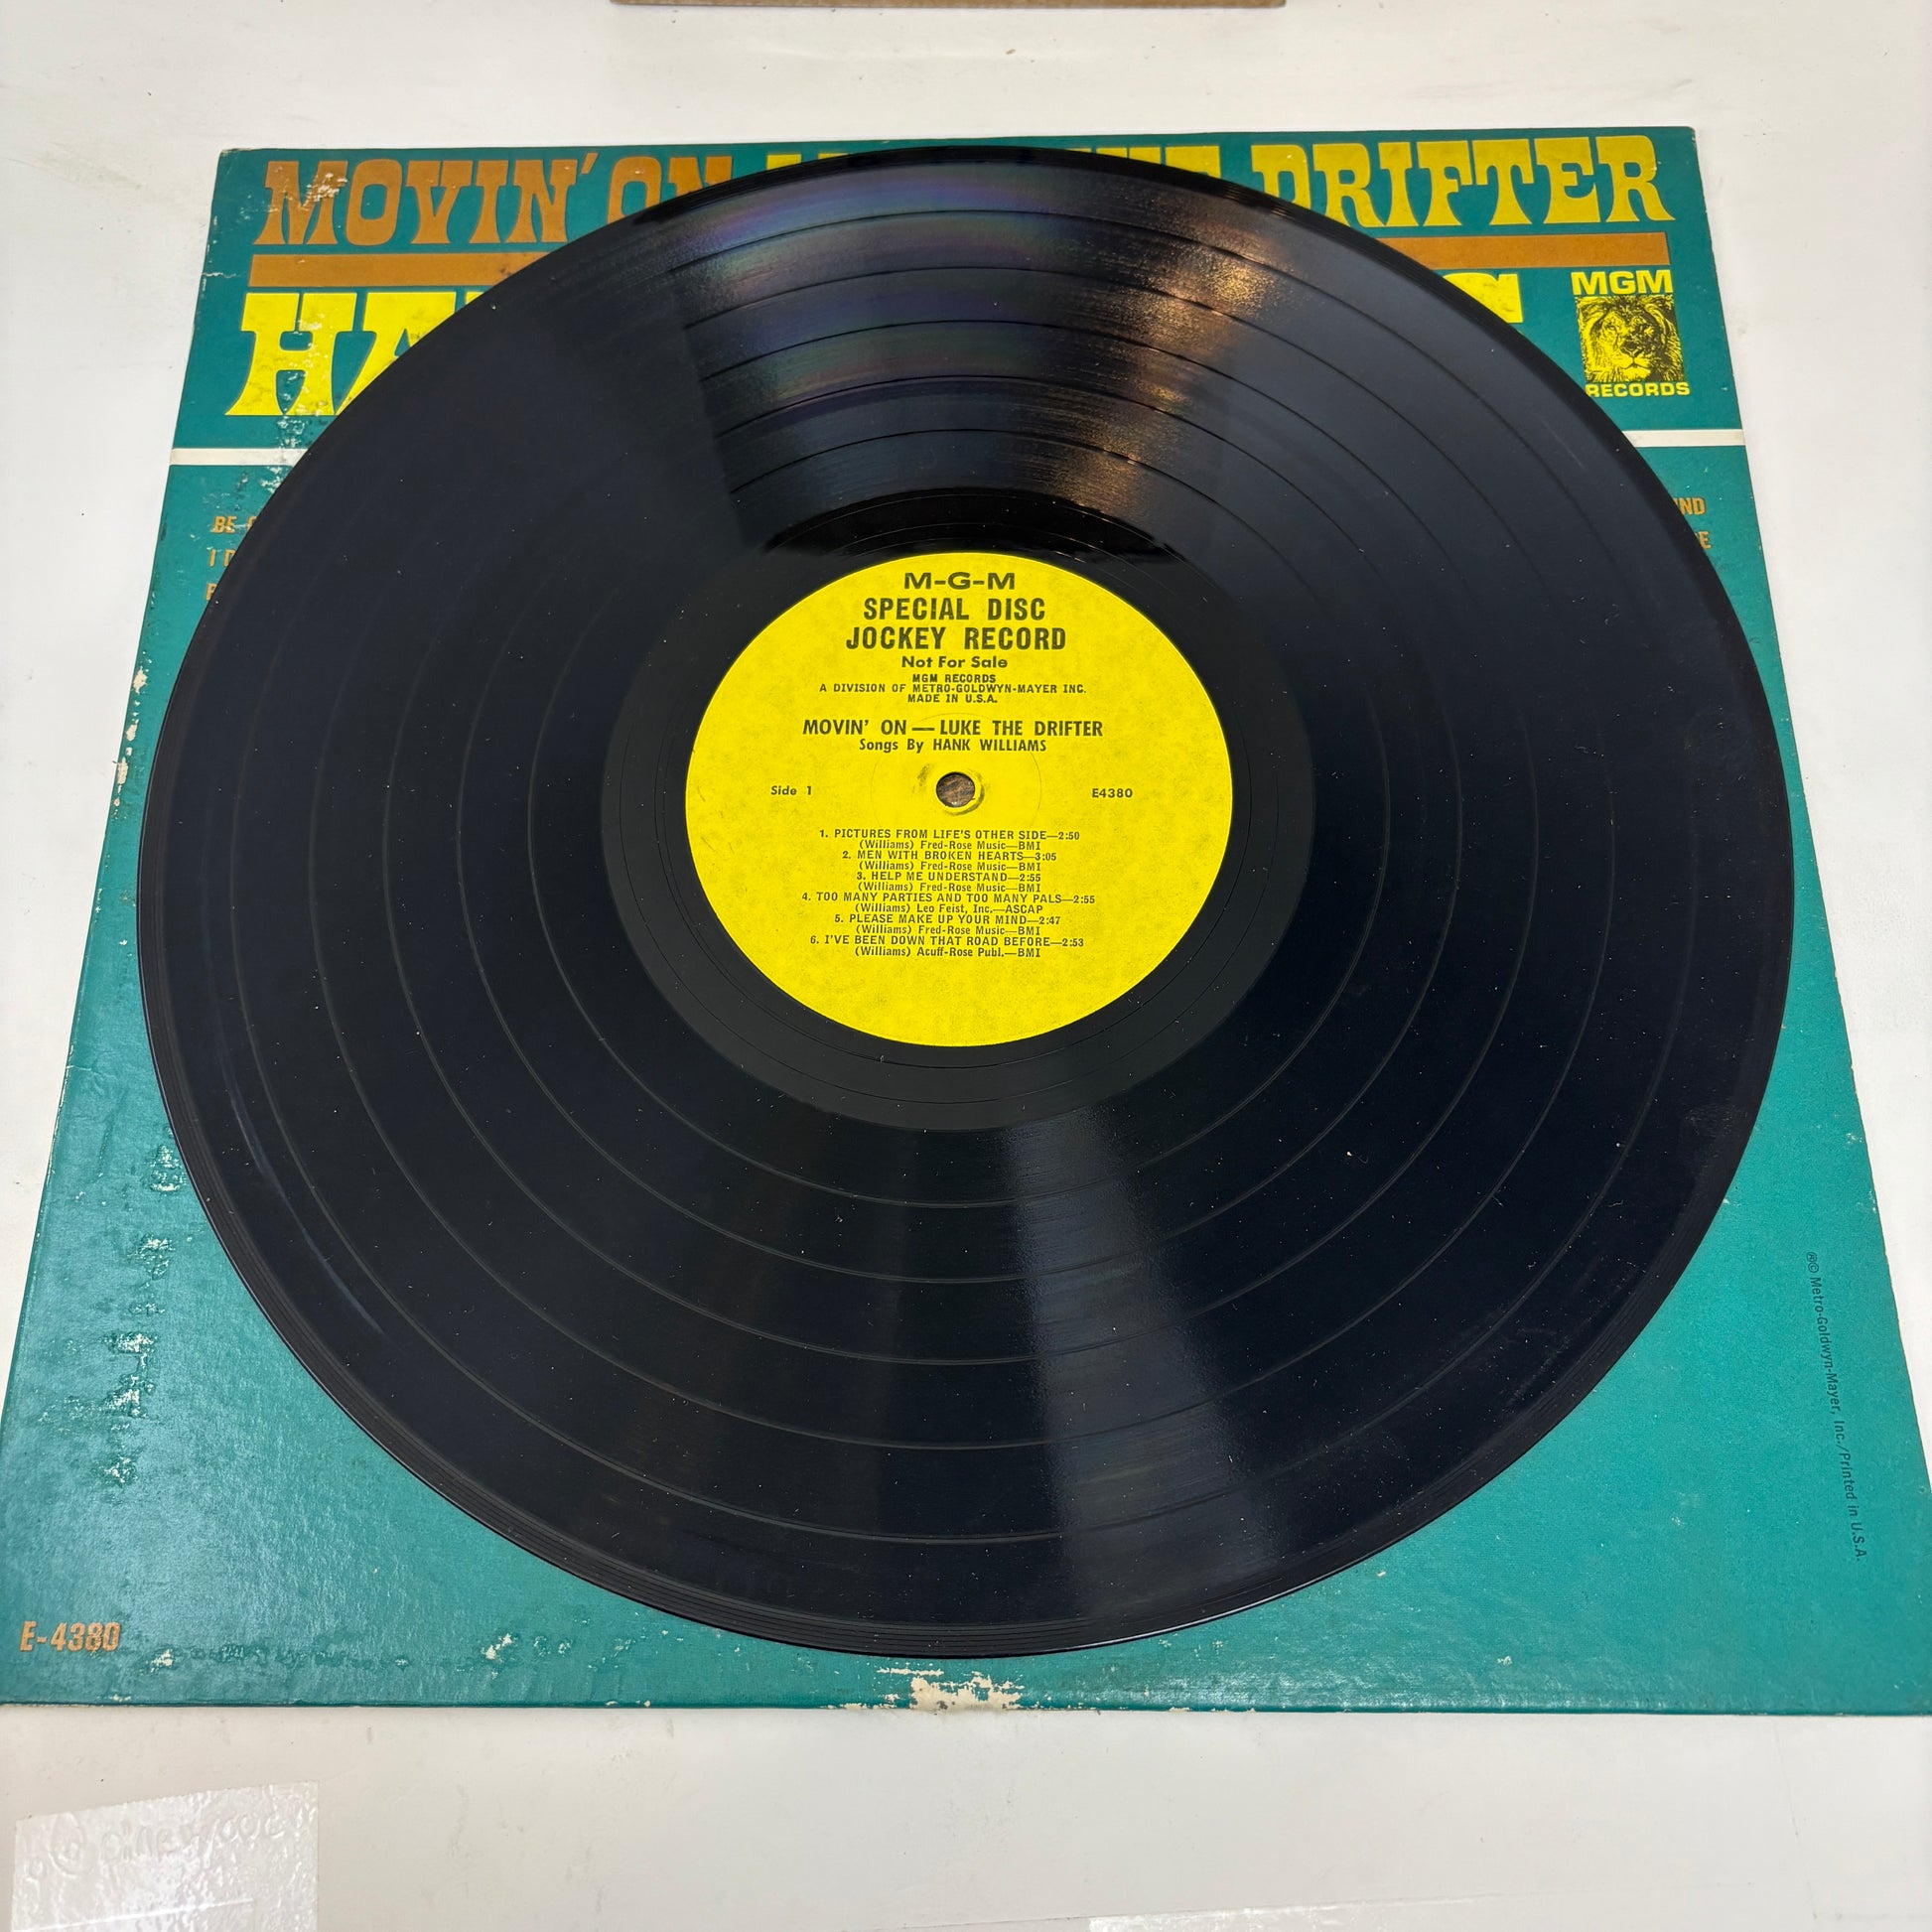 MOVIN' ON DRIFTER
MGM
RECORDS
M-G-M
SPECIAL DISC
JOCKEY RECORD
Not For Sale
MGM RECORDS
A DIVISION OF METRO-GOLDWYN-MAYER INC.
MADE IN U.S.A.
MOVIN' ON — LUKE THE DRIFTER
Songs By HANK WILLIAMS
Side 1 E4380
1. PICTURES FROM LIFE'S OTHER SIDE—2:50
(Williams) Fred-Rose Music—BMI
2. MEN WITH BROKEN HEARTS—3:05
(Williams) Fred-Rose Music—BMI
3. HELP ME UNDERSTAND—2:55
(Williams) Fred-Rose Music—BMI
4. TOO MANY PARTIES AND TOO MANY PALS—2:55
(Williams) Leo Feist, Inc.—ASCAP
5. PLEASE MAKE UP YOUR MIND—2:47
(Williams) Fred-Rose Music—BMI
6. I'VE BEEN DOWN THAT ROAD BEFORE—2:53
(Williams) Acuff-Rose Publ.—BMI
®© Metro-Goldwyn-Mayer, Inc./Printed in U.S.A.
E-4380